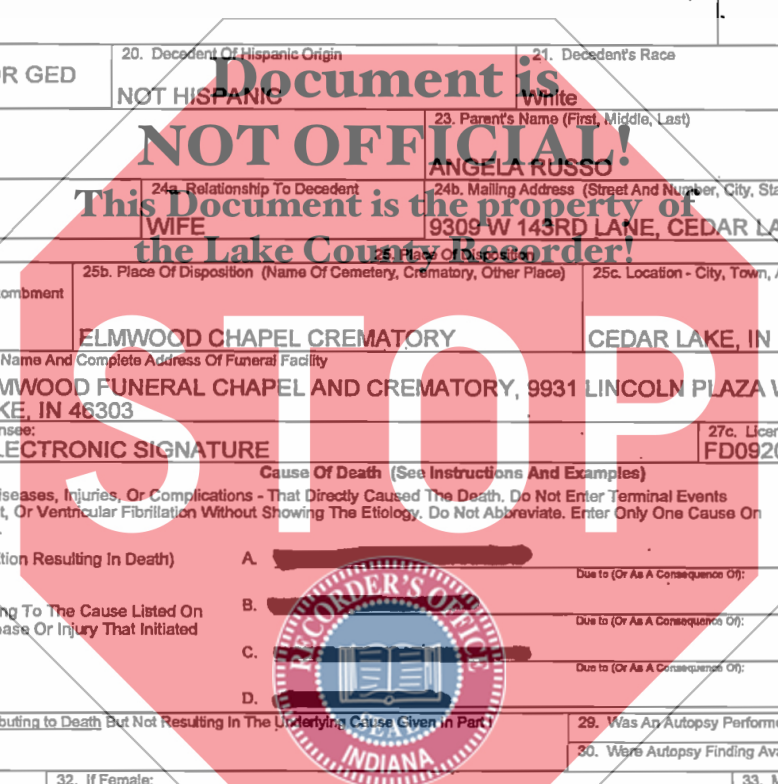 20. Decedent Of Hispanic Origin
21. Decedent's Race
OR GED
NOT HISPANIC
White
Document is
NOT OFFICIAL!
This Document is the property of
the Lake County Recorder!
23. Parent's Name (First, Middle, Last)
ANGELA RUSSO
24a. Relationship To Decedent
24b. Mailing Address (Street And Number, City, Sta
WIFE
9309 W 143RD LANE, CEDAR LA
25. Place Of Disposition
25b. Place Of Disposition (Name Of Cemetery, Crematory, Other Place)
25c. Location - City, Town,
ombment
ELMWOOD CHAPEL CREMATORY
CEDAR LAKE, IN
STOP
Name And Complete Address Of Funeral Facility
MWOOD FUNERAL CHAPEL AND CREMATORY, 9931 LINCOLN PLAZA W
KE, IN 46303
nsee:
LECTRONIC SIGNATURE
27c. Licen
FD0920
Cause Of Death (See Instructions And Examples)
iseases, Injuries, Or Complications - That Directly Caused The Death. Do Not Enter Terminal Events
t, Or Ventricular Fibrillation Without Showing The Etiology. Do Not Abbreviate. Enter Only One Cause On
tion Resulting In Death)
A.
Due to (Or As A Consequence Of):
ng To The Cause Listed On
ease Or Injury That Initiated
B.
Due to (Or As A Consequence Of):
C.
Due to (Or As A Consequence Of):
D.
RECORDER'S OFFICE
SEAL
INDIANA
buting to Death But Not Resulting In The Underlying Cause Given in Part I
29. Was An Autopsy Performe
30. Were Autopsy Finding Ava
32. If Female:
33. M